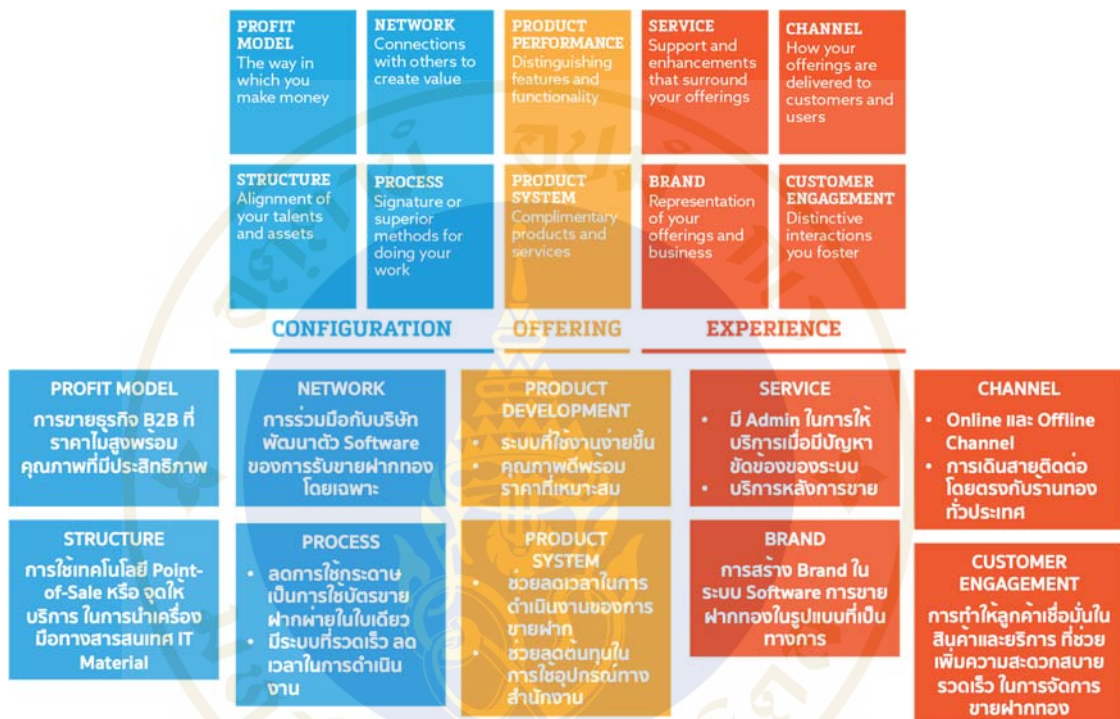 PROFIT
MODEL
The way in
which you
make money
NETWORK
Connections
with others to
create value
PRODUCT
PERFORMANCE
Distinguishing
features and
functionality
SERVICE
Support and
enhancements
that surround
your offerings
CHANNEL
How your
offerings are
delivered to
customers and
users
STRUCTURE
Alignment of
your talents
and assets
PROCESS
Signature or
superior
methods for
doing your
work
PRODUCT
SYSTEM
Complimentary
products and
services
BRAND
Representation
of your
offerings and
business
CUSTOMER
ENGAGEMENT
Distinctive
interactions
you foster
CONFIGURATION
OFFERING
EXPERIENCE
PROFIT MODEL
การขายธุรกิจ B2B ที่
ราคาไม่สูงพร้อม
คุณภาพที่มีประสิทธิภาพ
NETWORK
การร่วมมือกับบริษัท
พัฒนาตัว Software
ของการรับขายฝากทอง
โดยเฉพาะ
PRODUCT
DEVELOPMENT
• ระบบที่ใช้งานง่ายขึ้น
• คุณภาพดีพร้อม
ราคาที่เหมาะสม
SERVICE
• มี Admin ในการให้
บริการเมื่อมีปัญหา
ขัดข้องของระบบ
• บริการหลังการขาย
CHANNEL
• Online และ Offline
Channel
• การเดินสายติดต่อ
โดยตรงกับร้านทอง
ทั่วประเทศ
STRUCTURE
การใช้เทคโนโลยี Point-
of-Sale หรือ จุดให้
บริการ ในการนำเครื่อง
มือทางสารสนเทศ IT
Material
PROCESS
• ลดการใช้กระดาษ
เป็นการใช้บัตรขาย
ฝากผ่ายในใบเดียว
• มีระบบที่รวดเร็ว ลด
เวลาในการดำเนิน
งาน
PRODUCT
SYSTEM
• ช่วยลดเวลาในการ
ดำเนินงานของการ
ขายฝาก
• ช่วยลดต้นทุนใน
การใช้อุปกรณ์ทาง
สำนักงาน
BRAND
การสร้าง Brand ใน
ระบบ Software การขาย
ฝากทองในรูปแบบที่เป็น
ทางการ
CUSTOMER
ENGAGEMENT
การทำให้ลูกค้าเชื่อมั่นใน
สินค้าและยริการ ที่ช่วย
เพิ่มความสะดวกสบาย
รวดเร็ว ในการจัดการ
ขายฝากทอง